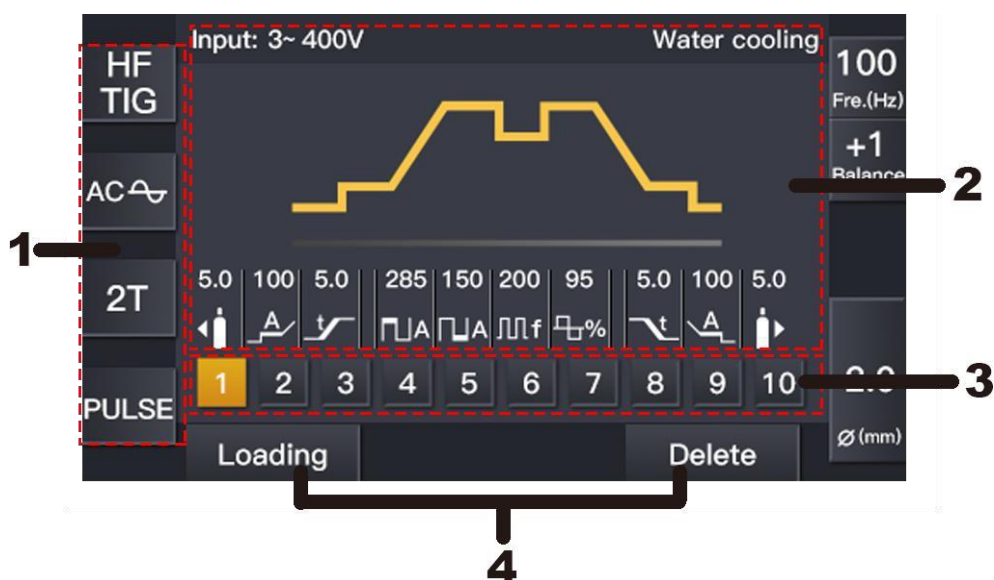 Input: 3~ 400V
Water cooling
HF
TIG
AC
2T
PULSE
1
100
Fre.(Hz)
+1
Balance
2
5.0 100 5.0 285 150 200 95 5.0 100 5.0
A t A A f % t A
1 2 3 4 5 6 7 8 9 10
3
Ø (mm)
Loading
Delete
4